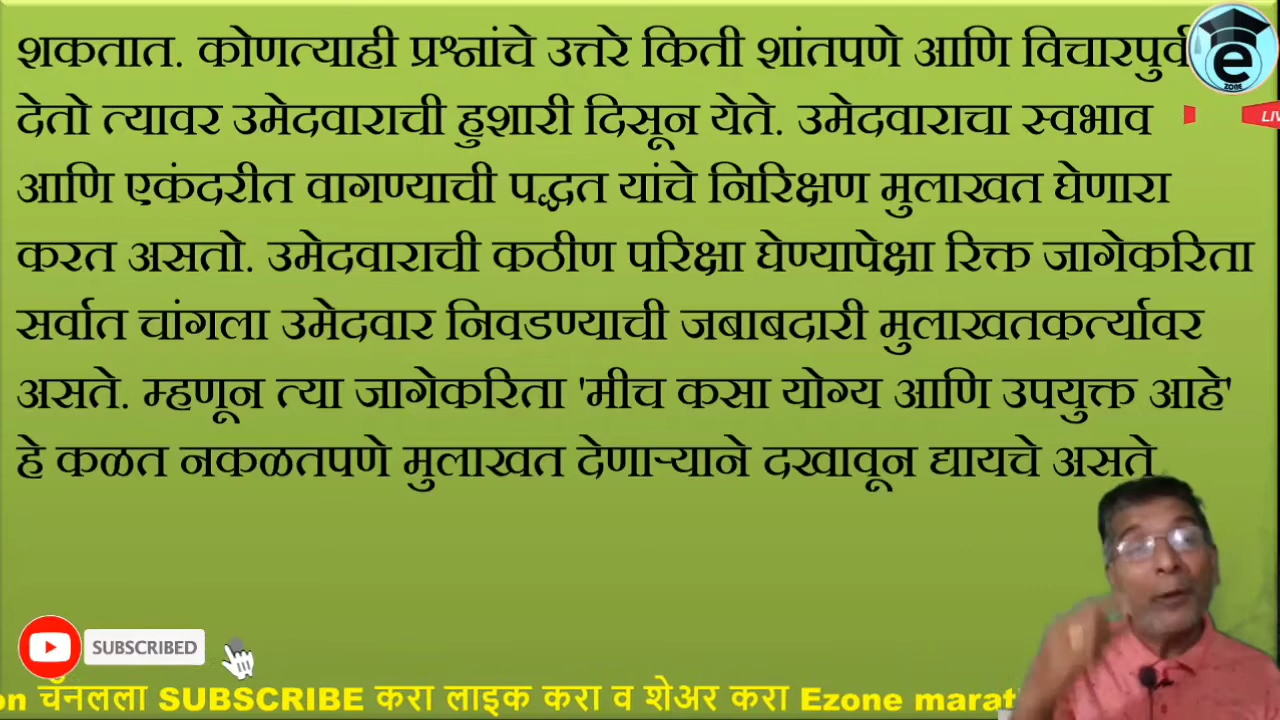 शकतात. कोणत्याही प्रश्नांचे उत्तरे किती शांतपणे आणि
देतो त्यावर उमेदवाराची हुशारी दिसून येते. उमेदवाराचा स्वभाव
आणि एकंदरीत वागण्याची पद्धत यांचे निरिक्षण मुलाखत घेणारा
करत असतो. उमेदवाराची कठीण परिक्षा घेण्यापेक्षा रिक्त जागेकरिता
सर्वात चांगला उमेदवार निवडण्याची जबाबदारी मुलाखतकर्त्यावर
असते. म्हणून त्या जागेकरिता 'मीच कसा योग्य आणि उपयुक्त आहे'
हे कळत नकळतपणे मुलाखत देणाऱ्याने दखावून द्यायचे असते
e
ZONE
SUBSCRIBED
चॅनलला SUBSCRIBE करा लाइक करा व शेअर करा Ezone